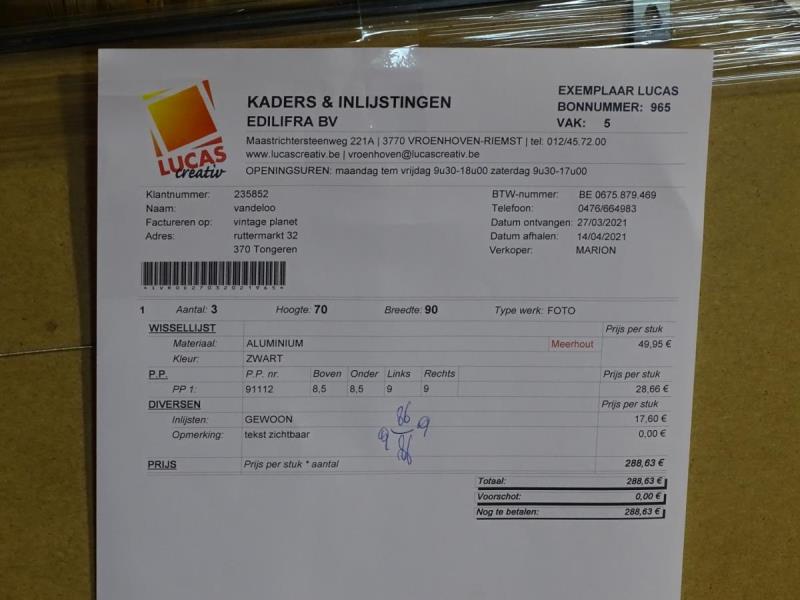 KADERS & INLIJSTINGEN
EDILIFRA BV
EXEMPLAAR LUCAS
BONNUMMER: 965
VAK: 5
LUCAS
creativ
Maastrichtersteenweg 221A | 3770 VROENHOVEN-RIEMST | tel: 012/45.72.00
www.lucascreativ.be | vroenhoven@lucascreativ.be
OPENINGSUREN: maandag tem vrijdag 9u30-18u00 zaterdag 9u30-17u00
Klantnummer: 235852 BTW-nummer: BE 0675.879.469
Naam: vandeloo Telefoon: 0476/664983
Factureren op: vintage planet Datum ontvangen: 27/03/2021
Adres: ruttermarkt 32 Datum afhalen: 14/04/2021
370 Tongeren Verkoper: MARION
1 Aantal: 3 Hoogte: 70 Breedte: 90 Type werk: FOTO
WISSELLIJST Prijs per stuk
Materiaal: ALUMINIUM Meerhout 49,95 €
Kleur: ZWART
P.P. P.P. nr. Boven Onder Links Rechts Prijs per stuk
PP 1: 91112 8,5 8,5 9 9 28,66 €
DIVERSEN Prijs per stuk
Inlijsten: GEWOON 17,60 €
Opmerking: tekst zichtbaar 0,00 €
86
9 9
86
PRIJS Prijs per stuk * aantal 288,63 €
Totaal: 288,63 €
Voorschot: 0,00 €
Nog te betalen: 288,63 €